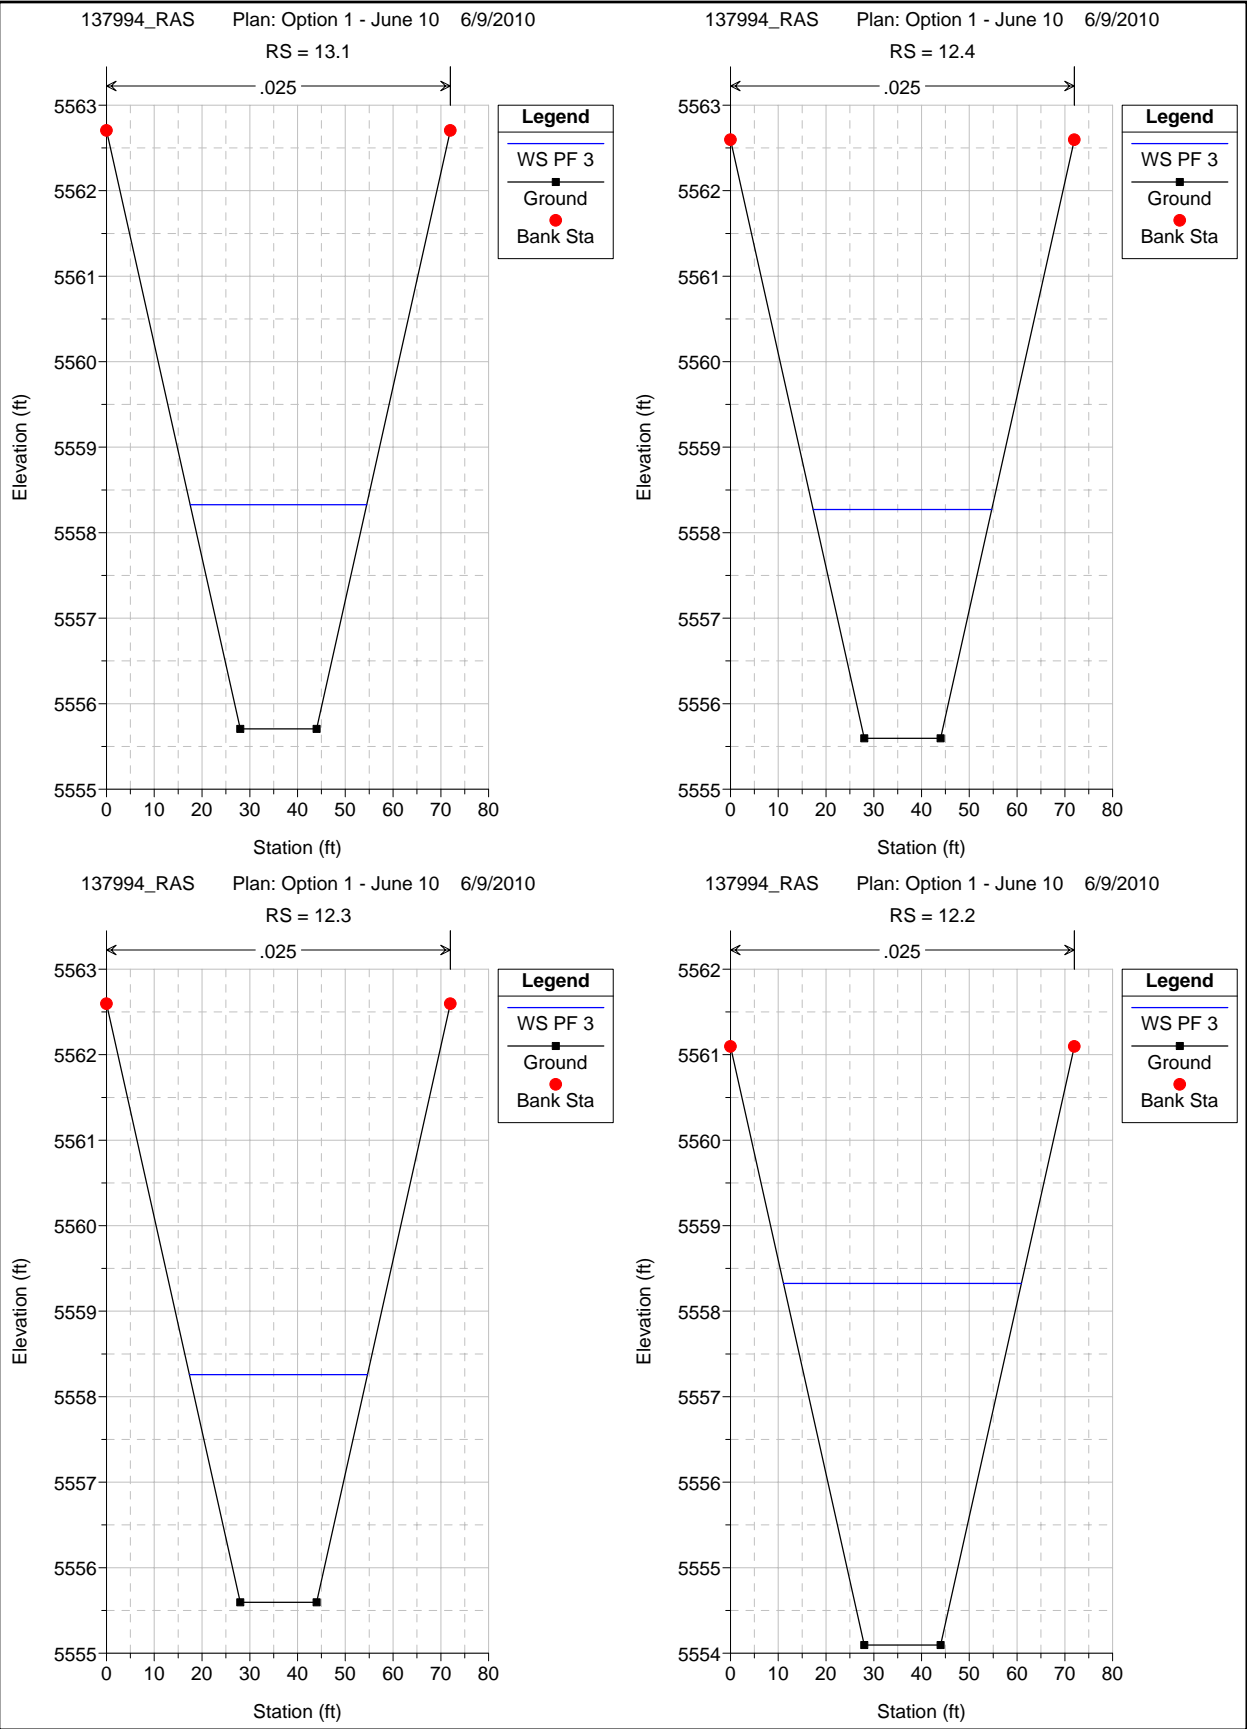 137994_RAS Plan: Option 1 - June 10 6/9/2010
RS = 13.1
.025
5563
5562
5561
5560
5559
5558
5557
5556
5555
Elevation (ft)
0 10 20 30 40 50 60 70 80
Station (ft)
Legend
WS PF 3
Ground
Bank Sta
137994_RAS Plan: Option 1 - June 10 6/9/2010
RS = 12.4
.025
5563
5562
5561
5560
5559
5558
5557
5556
5555
Elevation (ft)
0 10 20 30 40 50 60 70 80
Station (ft)
Legend
WS PF 3
Ground
Bank Sta
137994_RAS Plan: Option 1 - June 10 6/9/2010
RS = 12.3
.025
5563
5562
5561
5560
5559
5558
5557
5556
5555
Elevation (ft)
0 10 20 30 40 50 60 70 80
Station (ft)
Legend
WS PF 3
Ground
Bank Sta
137994_RAS Plan: Option 1 - June 10 6/9/2010
RS = 12.2
.025
5562
5561
5560
5559
5558
5557
5556
5555
5554
Elevation (ft)
0 10 20 30 40 50 60 70 80
Station (ft)
Legend
WS PF 3
Ground
Bank Sta